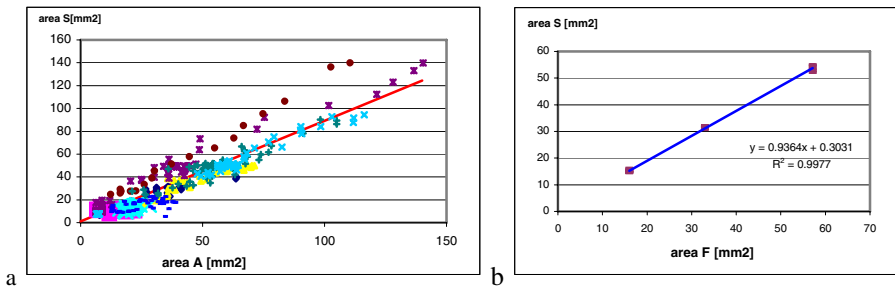 area S[mm2]
160
140
120
100
80
60
40
20
0
0 50 100 150
area A [mm2]
a
area S [mm2]
60
50
40
30
20
10
0
y = 0.9364x + 0.3031
R² = 0.9977
0 10 20 30 40 50 60 70
area F [mm2]
b